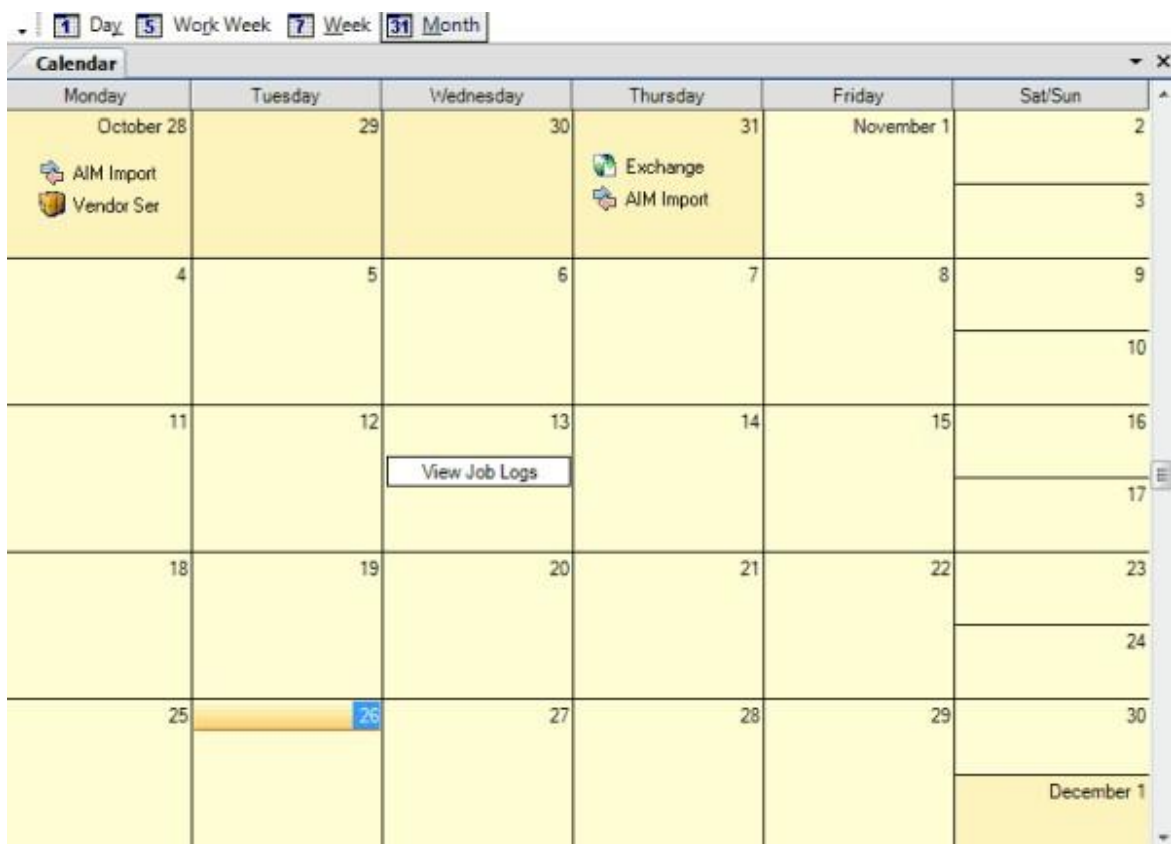 1 Day 5 Work Week 7 Week 31 Month
Calendar
Monday Tuesday Wednesday Thursday Friday Sat/Sun
October 28 29 30 31 November 1 2
AIM Import Exchange
Vendor Ser AIM Import
3
4 5 6 7 8 9
10
11 12 13 14 15 16
View Job Logs
17
18 19 20 21 22 23
24
25 26 27 28 29 30
December 1